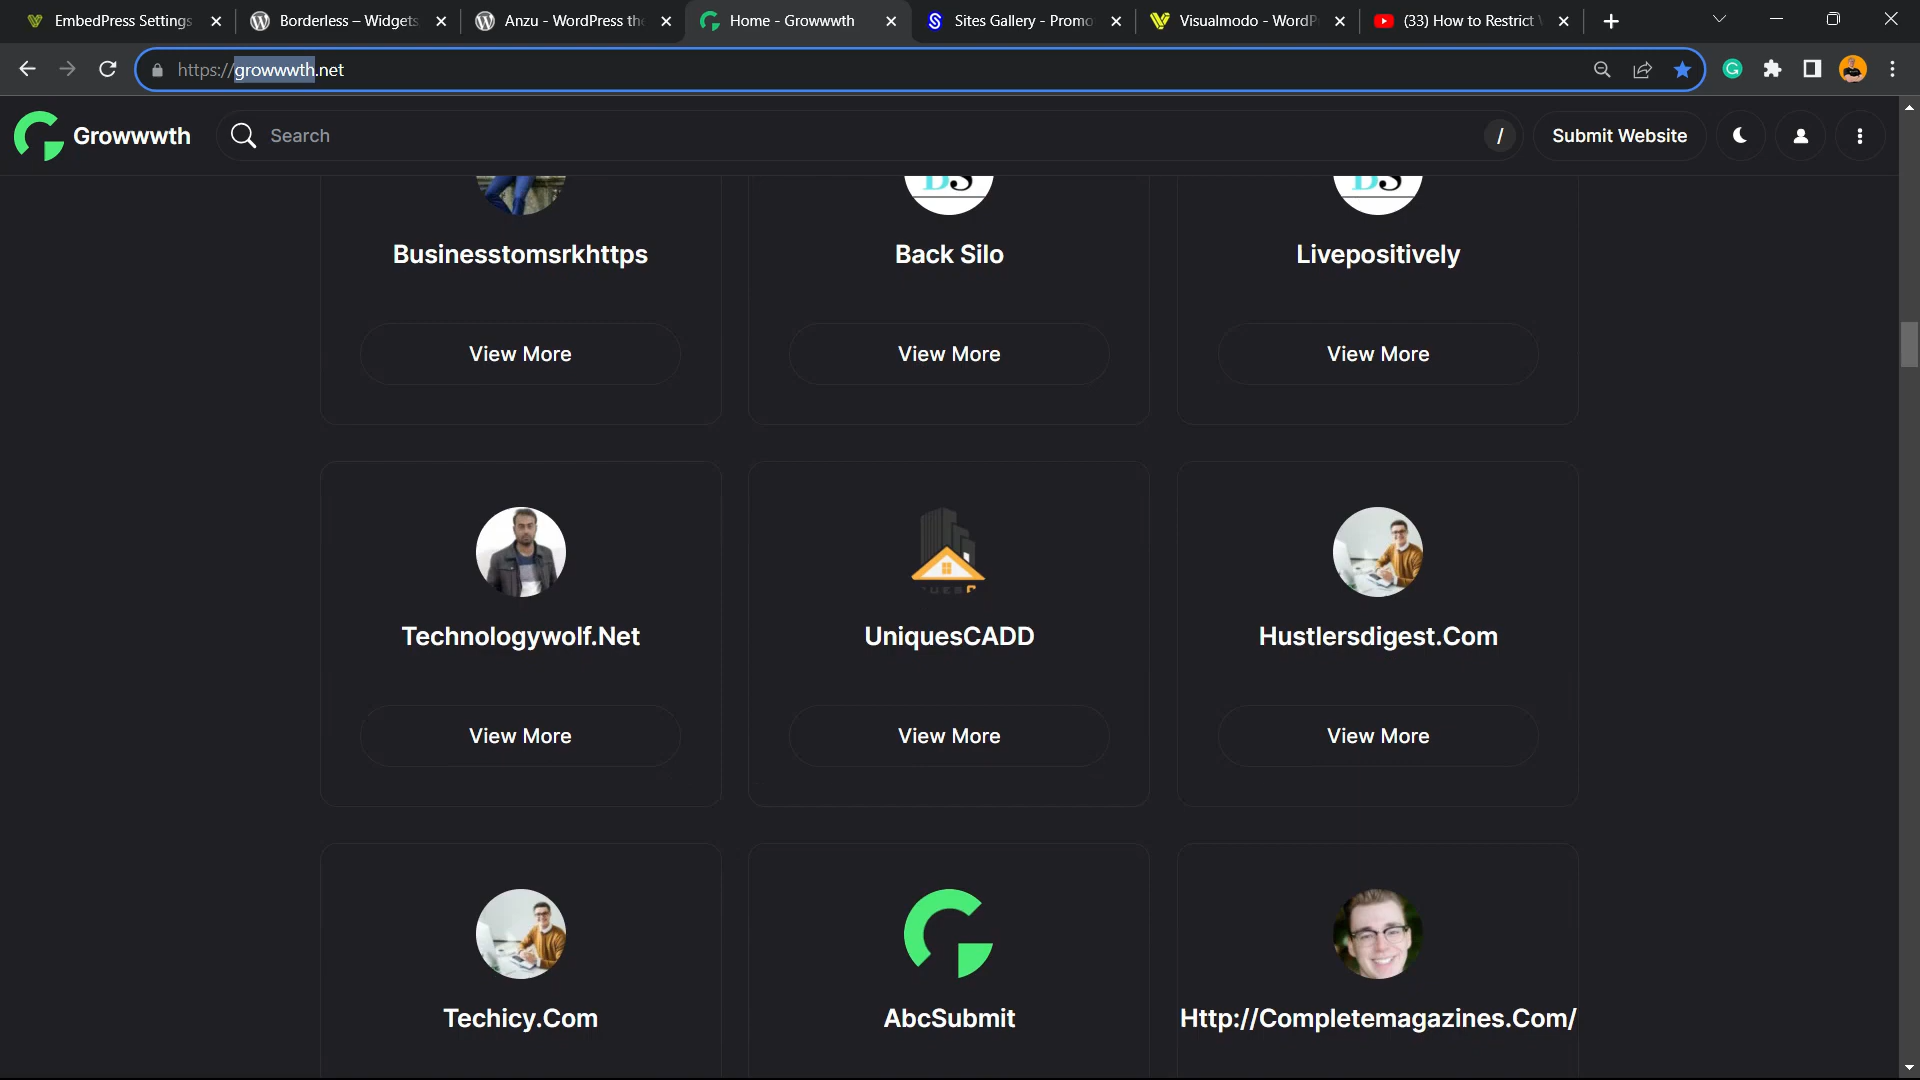 EmbedPress Settings
Borderless – Widgets
Anzu - WordPress the
Home - Growwwth
Sites Gallery - Promo
Visualmodo - WordP
(33) How to Restrict
https://growwwth.net
Growwwth
Search
/
Submit Website
Businesstomsrkhttps
Back Silo
Livepositively
View More
View More
View More
Technologywolf.Net
UniquesCADD
Hustlersdigest.Com
View More
View More
View More
Techicy.Com
AbcSubmit
Http://Completemagazines.Com/